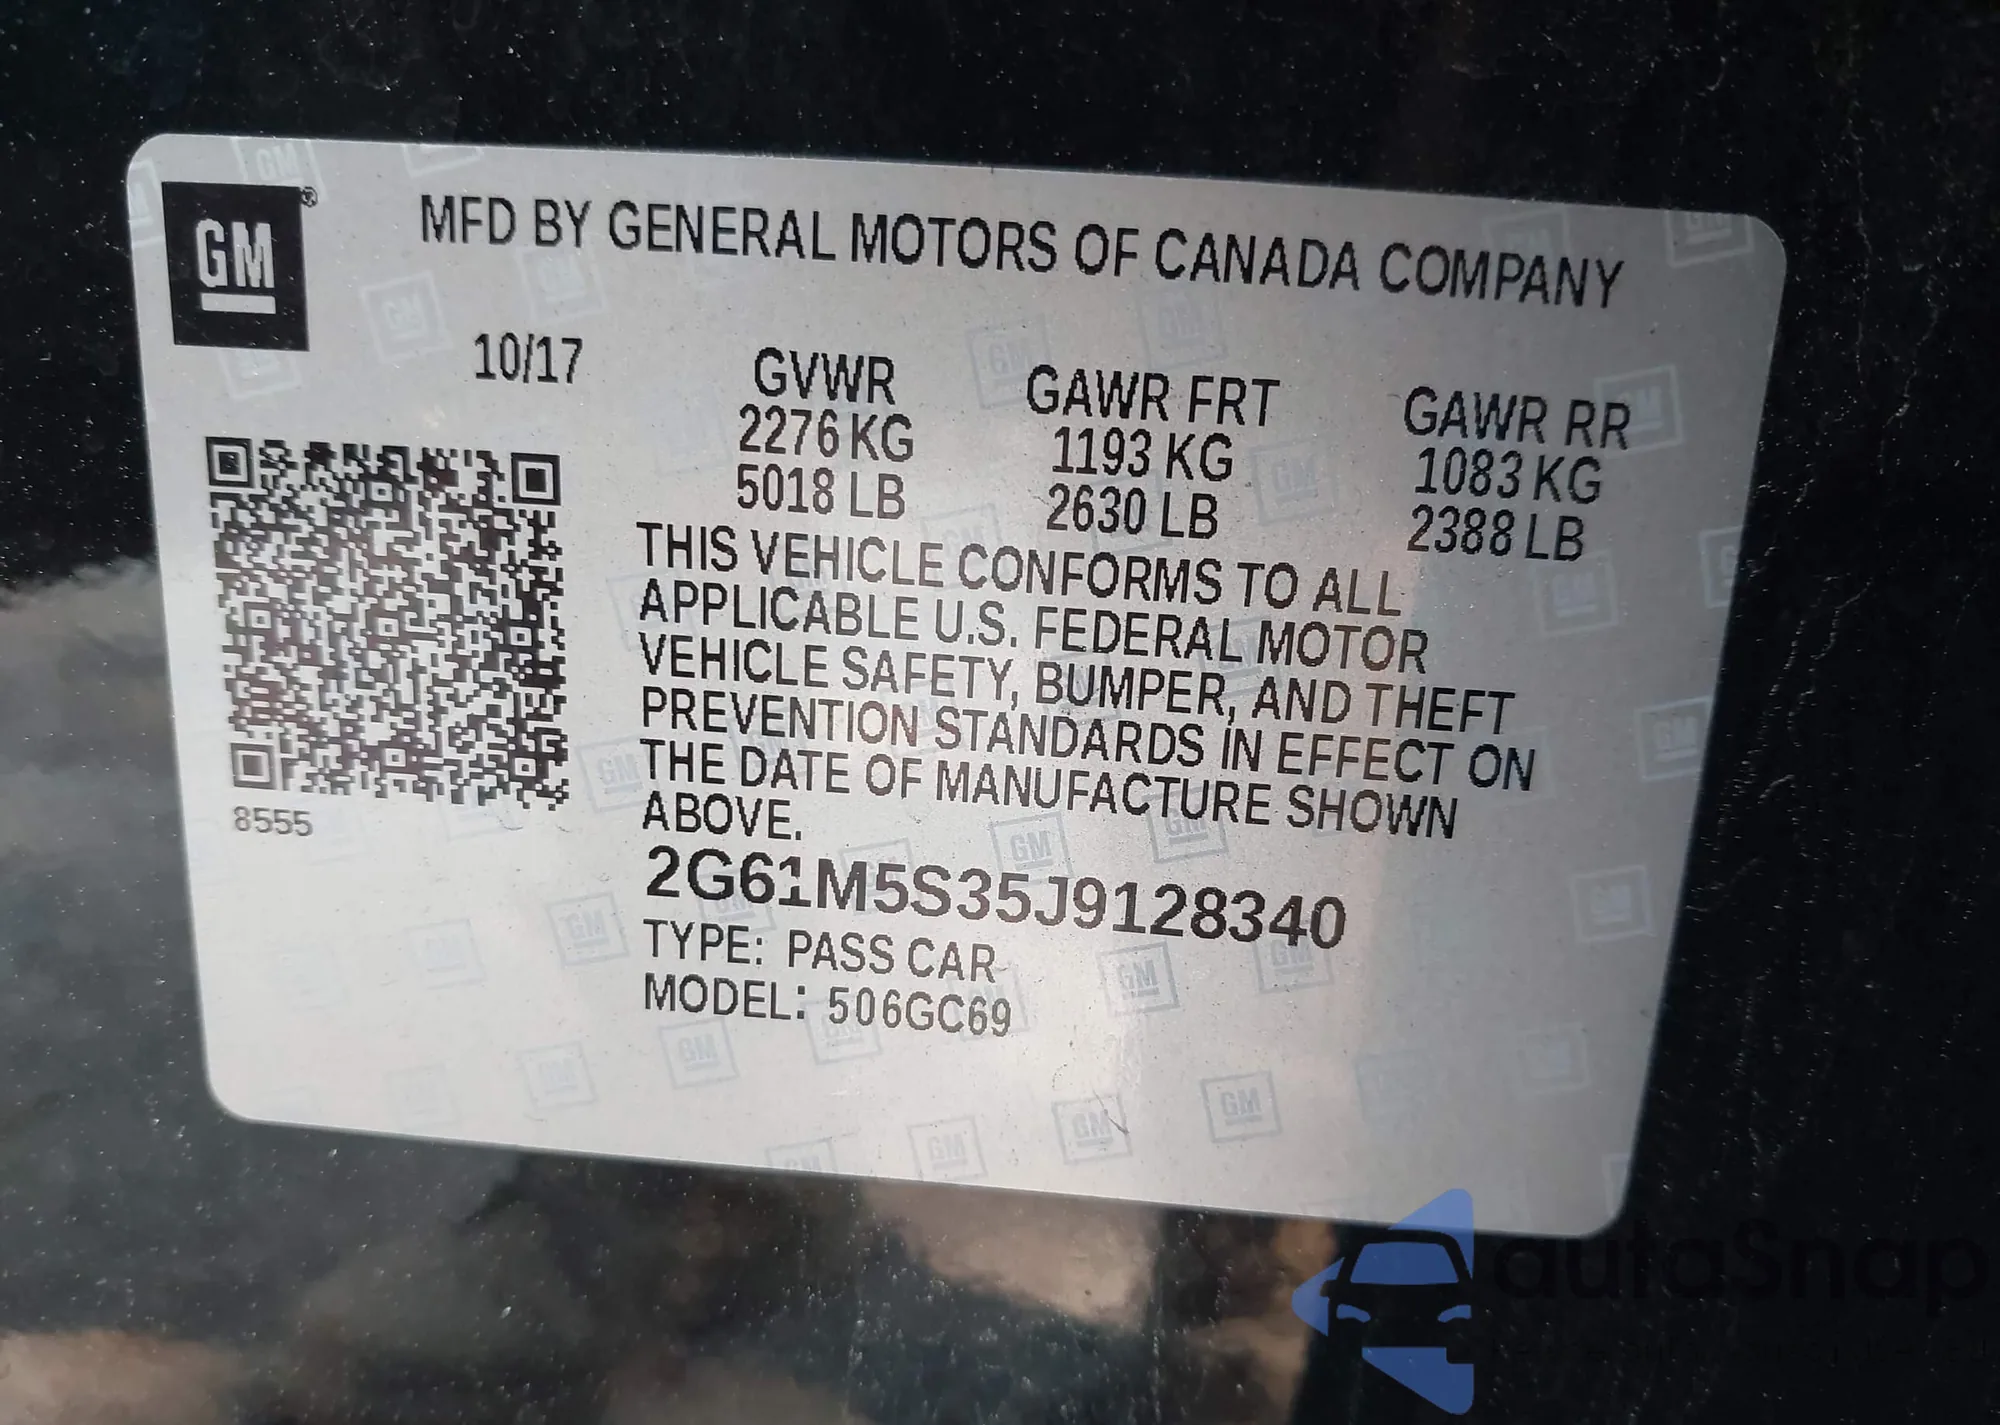 GM
MFD BY GENERAL MOTORS OF CANADA COMPANY
10/17
GVWR
2276 KG
5018 LB
GAWR FRT
1193 KG
2630 LB
GAWR RR
1083 KG
2388 LB
THIS VEHICLE CONFORMS TO ALL
APPLICABLE U.S. FEDERAL MOTOR
VEHICLE SAFETY, BUMPER, AND THEFT
PREVENTION STANDARDS IN EFFECT ON
THE DATE OF MANUFACTURE SHOWN
ABOVE.
8555
2G61M5S35J9128340
TYPE: PASS CAR
MODEL: 506GC69
autoSnap